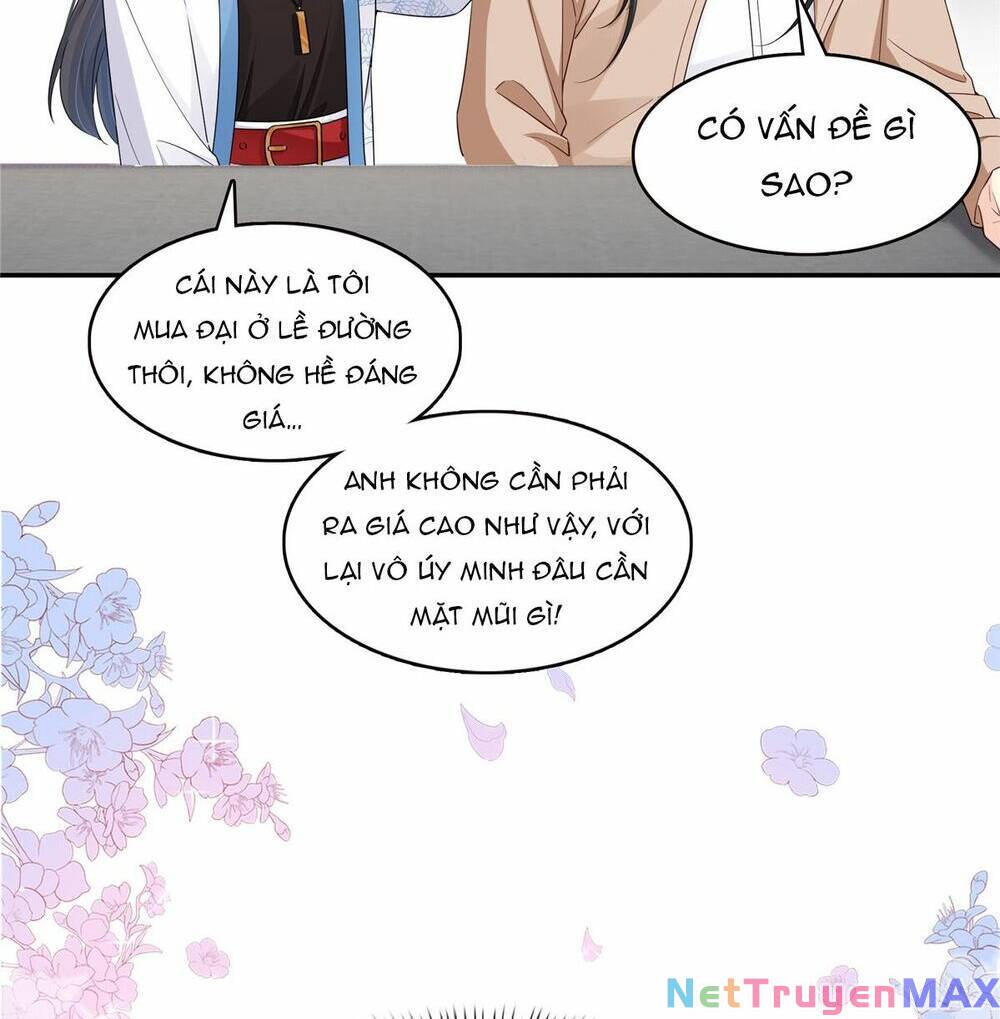 CÓ VẤN ĐỀ GÌ
SAO?
CÁI NÀY LÀ TÔI
MUA ĐẠI Ở LỀ ĐƯỜNG
THÔI, KHÔNG HỀ ĐÁNG
GIÁ...
ANH KHÔNG CẦN PHẢI
RA GIÁ CAO NHƯ VẬY, VỚI
LẠI VÔ ÚY MINH ĐÂU CẦN
MẶT MŨI GÌ!
NETTRUYENMAX